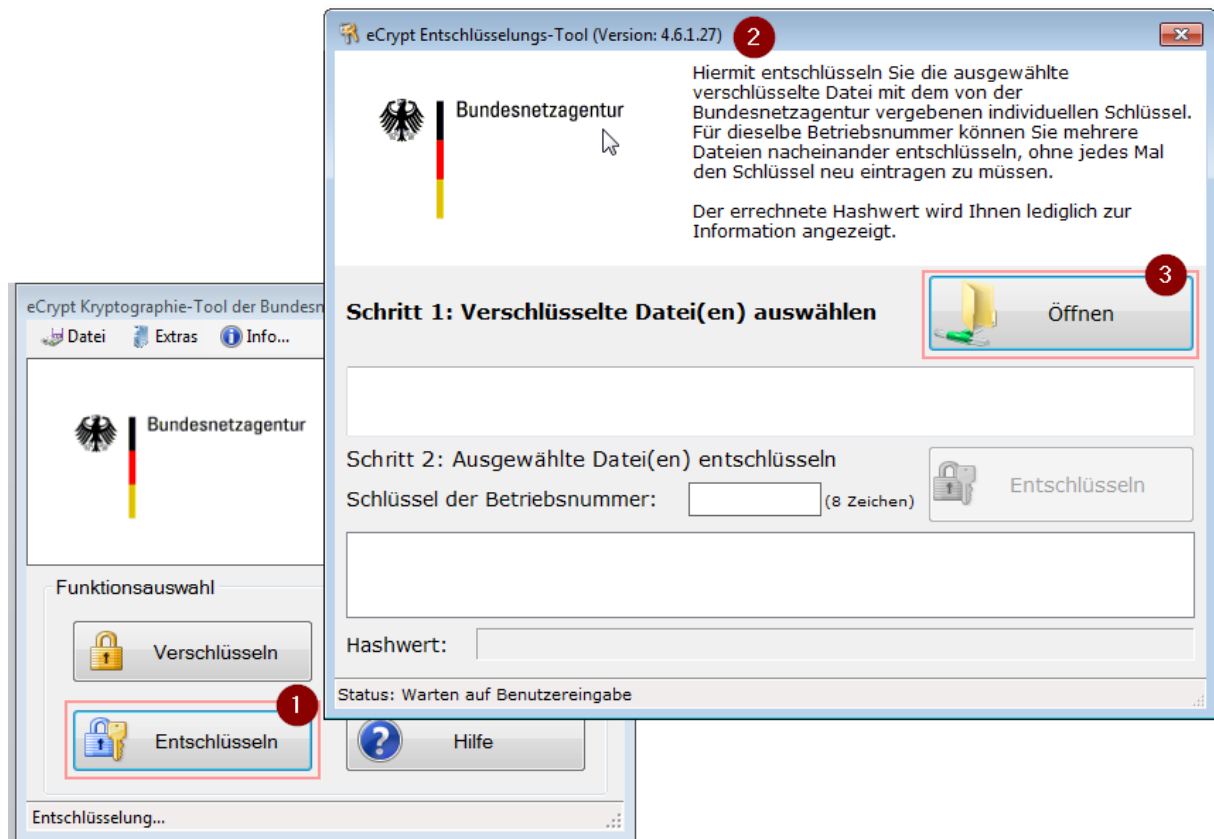 eCrypt Entschlüsselungs-Tool (Version: 4.6.1.27)
2
Bundesnetzagentur
Hiermit entschlüsseln Sie die ausgewählte
verschlüsselte Datei mit dem von der
Bundesnetzagentur vergebenen individuellen Schlüssel.
Für dieselbe Betriebsnummer können Sie mehrere
Dateien nacheinander entschlüsseln, ohne jedes Mal
den Schlüssel neu eintragen zu müssen.
Der errechnete Hashwert wird Ihnen lediglich zur
Information angezeigt.
3
Schritt 1: Verschlüsselte Datei(en) auswählen
Öffnen
Schritt 2: Ausgewählte Datei(en) entschlüsseln
Schlüssel der Betriebsnummer:
(8 Zeichen)
Entschlüsseln
Hashwert:
Status: Warten auf Benutzereingabe
eCrypt Kryptographie-Tool der Bundesn
Datei Extras Info...
Bundesnetzagentur
Funktionsauswahl
Verschlüsseln
1
Entschlüsseln
Hilfe
Entschlüsselung...